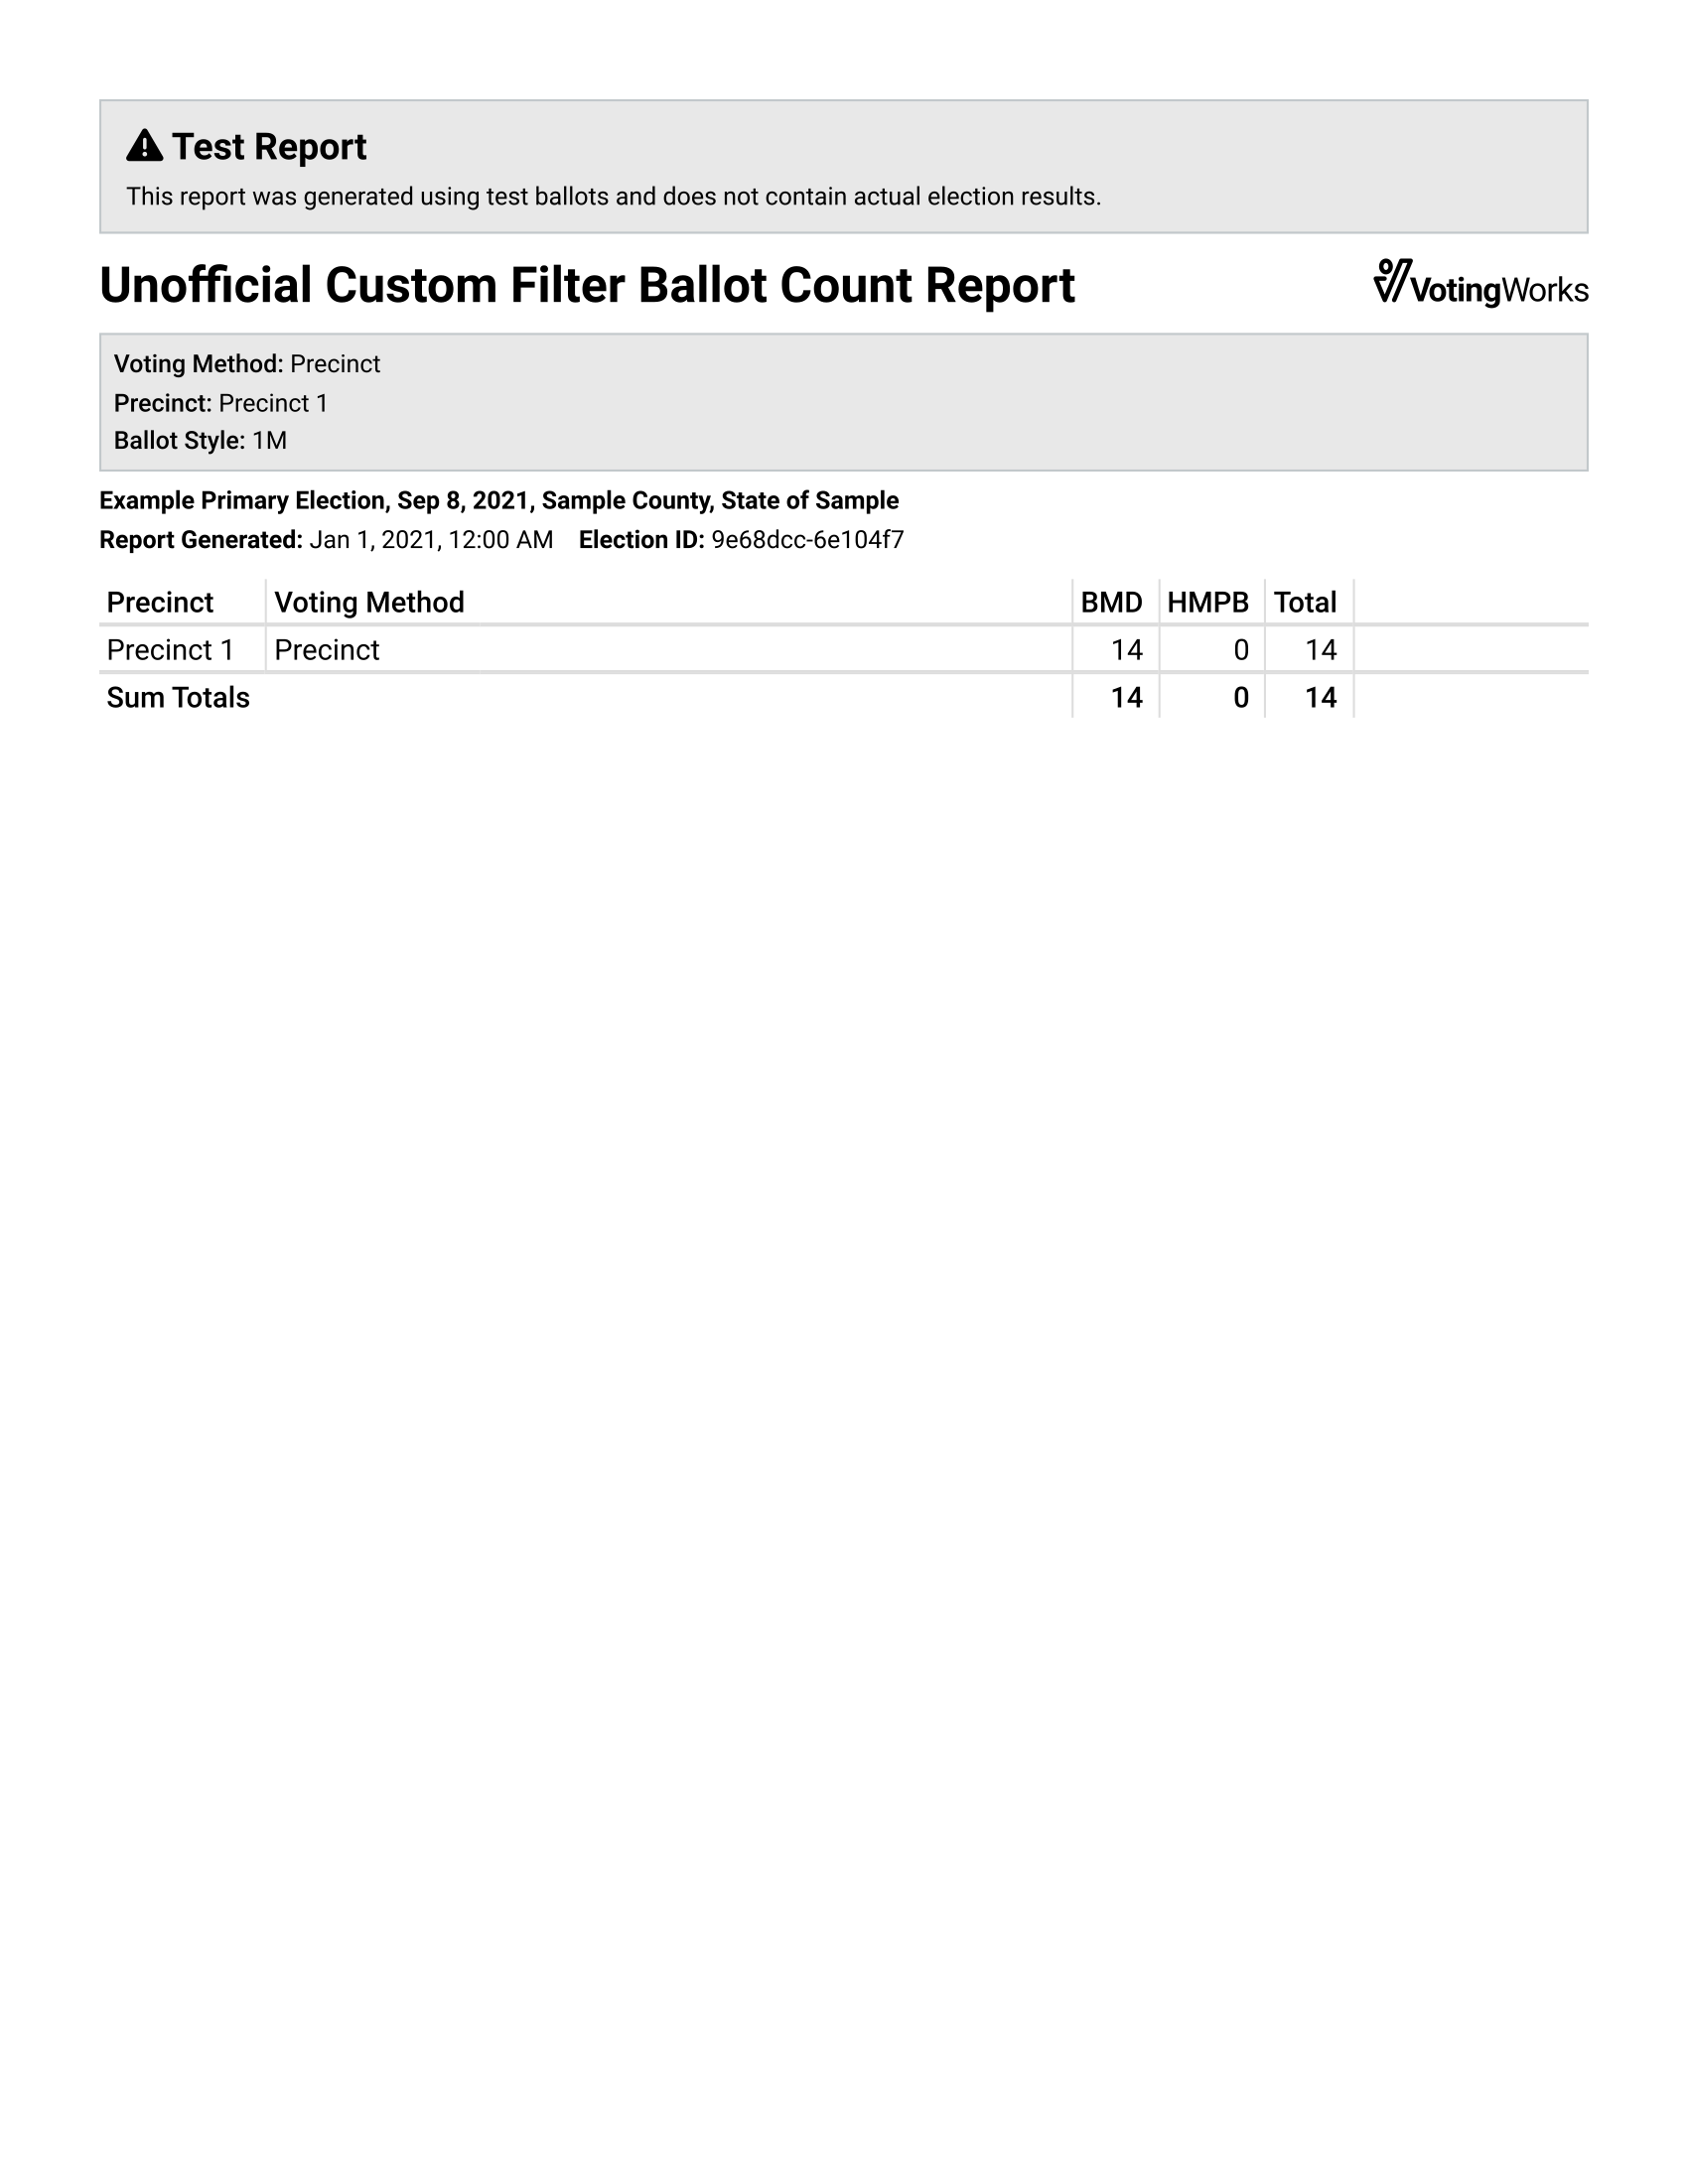 Test Report
This report was generated using test ballots and does not contain actual election results.
Unofficial Custom Filter Ballot Count Report
VotingWorks
Voting Method: Precinct
Precinct: Precinct 1
Ballot Style: 1M
Example Primary Election, Sep 8, 2021, Sample County, State of Sample
Report Generated: Jan 1, 2021, 12:00 AM Election ID: 9e68dcc-6e104f7
Precinct Voting Method BMD HMPB Total
Precinct 1 Precinct 14 0 14
Sum Totals 14 0 14